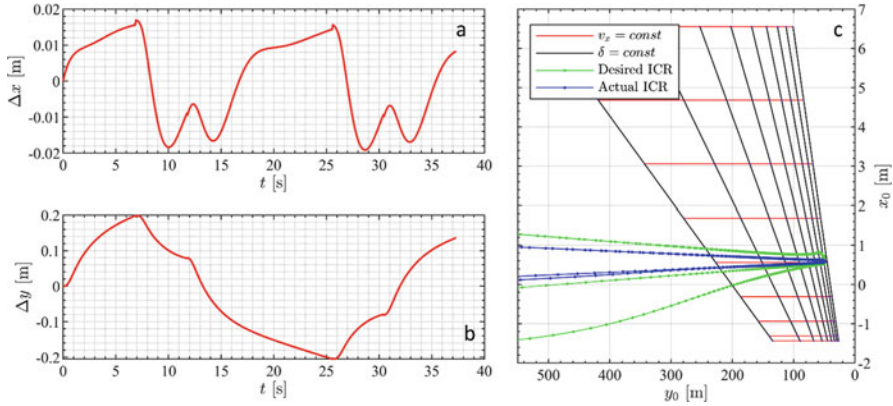 a
0.02
0.01
0
-0.01
-0.02
Δx [m]
0 5 10 15 20 25 30 35 40
t [s]
b
0.2
0.1
0
-0.1
-0.2
Δy [m]
0 5 10 15 20 25 30 35 40
t [s]
c
v_x = const
δ = const
Desired ICR
Actual ICR
7
6
5
4
3
2
1
0
-1
-2
x_0 [m]
500 400 300 200 100 0
y_0 [m]